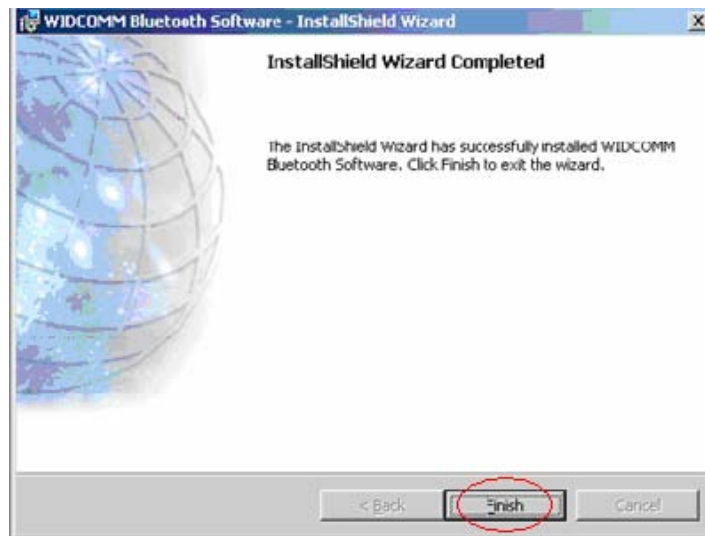 WIDCOMM Bluetooth Software - InstallShield Wizard
InstallShield Wizard Completed
The InstallShield Wizard has successfully installed WIDCOMM
Bluetooth Software. Click Finish to exit the wizard.
< Back Finish Cancel